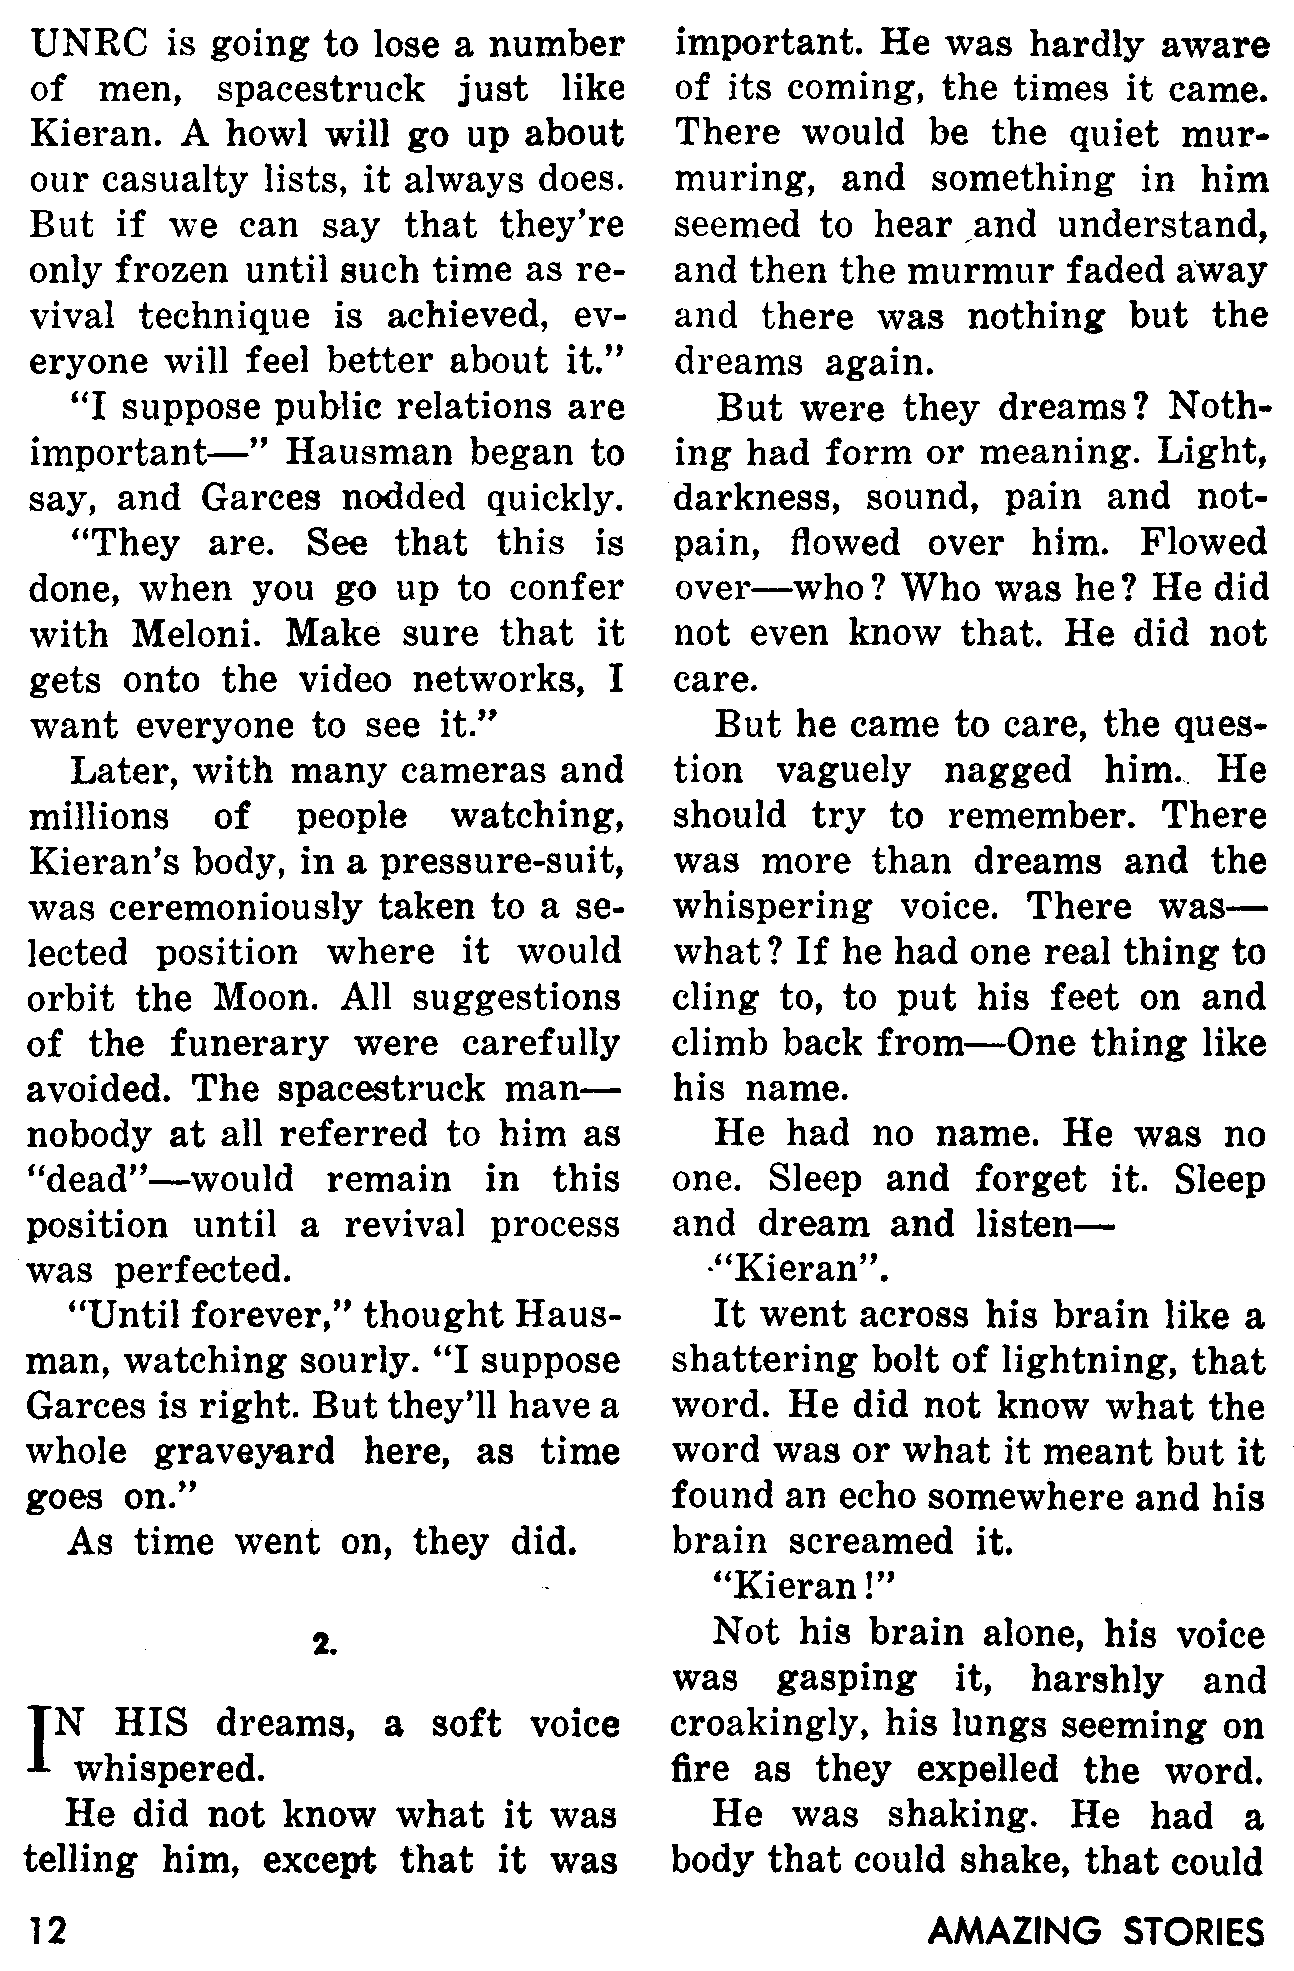 UNRC is going to lose a number
of men, spacestruck just like
Kieran. A howl will go up about
our casualty lists, it always does.
But if we can say that they're
only frozen until such time as re-
vival technique is achieved, ev-
eryone will feel better about it."
"I suppose public relations are
important—" Hausman began to
say, and Garces nodded quickly.
"They are. See that this is
done, when you go up to confer
with Meloni. Make sure that it
gets onto the video networks, I
want everyone to see it."
Later, with many cameras and
millions of people watching,
Kieran's body, in a pressure-suit,
was ceremoniously taken to a se-
lected position where it would
orbit the Moon. All suggestions
of the funerary were carefully
avoided. The spacestruck man—
nobody at all referred to him as
"dead"—would remain in this
position until a revival process
was perfected.
"Until forever," thought Haus-
man, watching sourly. "I suppose
Garces is right. But they'll have a
whole graveyard here, as time
goes on."
As time went on, they did.
2.
IN HIS dreams, a soft voice
whispered.
He did not know what it was
telling him, except that it was
important. He was hardly aware
of its coming, the times it came.
There would be the quiet mur-
muring, and something in him
seemed to hear and understand,
and then the murmur faded away
and there was nothing but the
dreams again.
But were they dreams? Noth-
ing had form or meaning. Light,
darkness, sound, pain and not-
pain, flowed over him. Flowed
over—who? Who was he? He did
not even know that. He did not
care.
But he came to care, the ques-
tion vaguely nagged him. He
should try to remember. There
was more than dreams and the
whispering voice. There was—
what? If he had one real thing to
cling to, to put his feet on and
climb back from—One thing like
his name.
He had no name. He was no
one. Sleep and forget it. Sleep
and dream and listen—
"Kieran".
It went across his brain like a
shattering bolt of lightning, that
word. He did not know what the
word was or what it meant but it
found an echo somewhere and his
brain screamed it.
"Kieran!"
Not his brain alone, his voice
was gasping it, harshly and
croakingly, his lungs seeming on
fire as they expelled the word.
He was shaking. He had a
body that could shake, that could
12
AMAZING STORIES